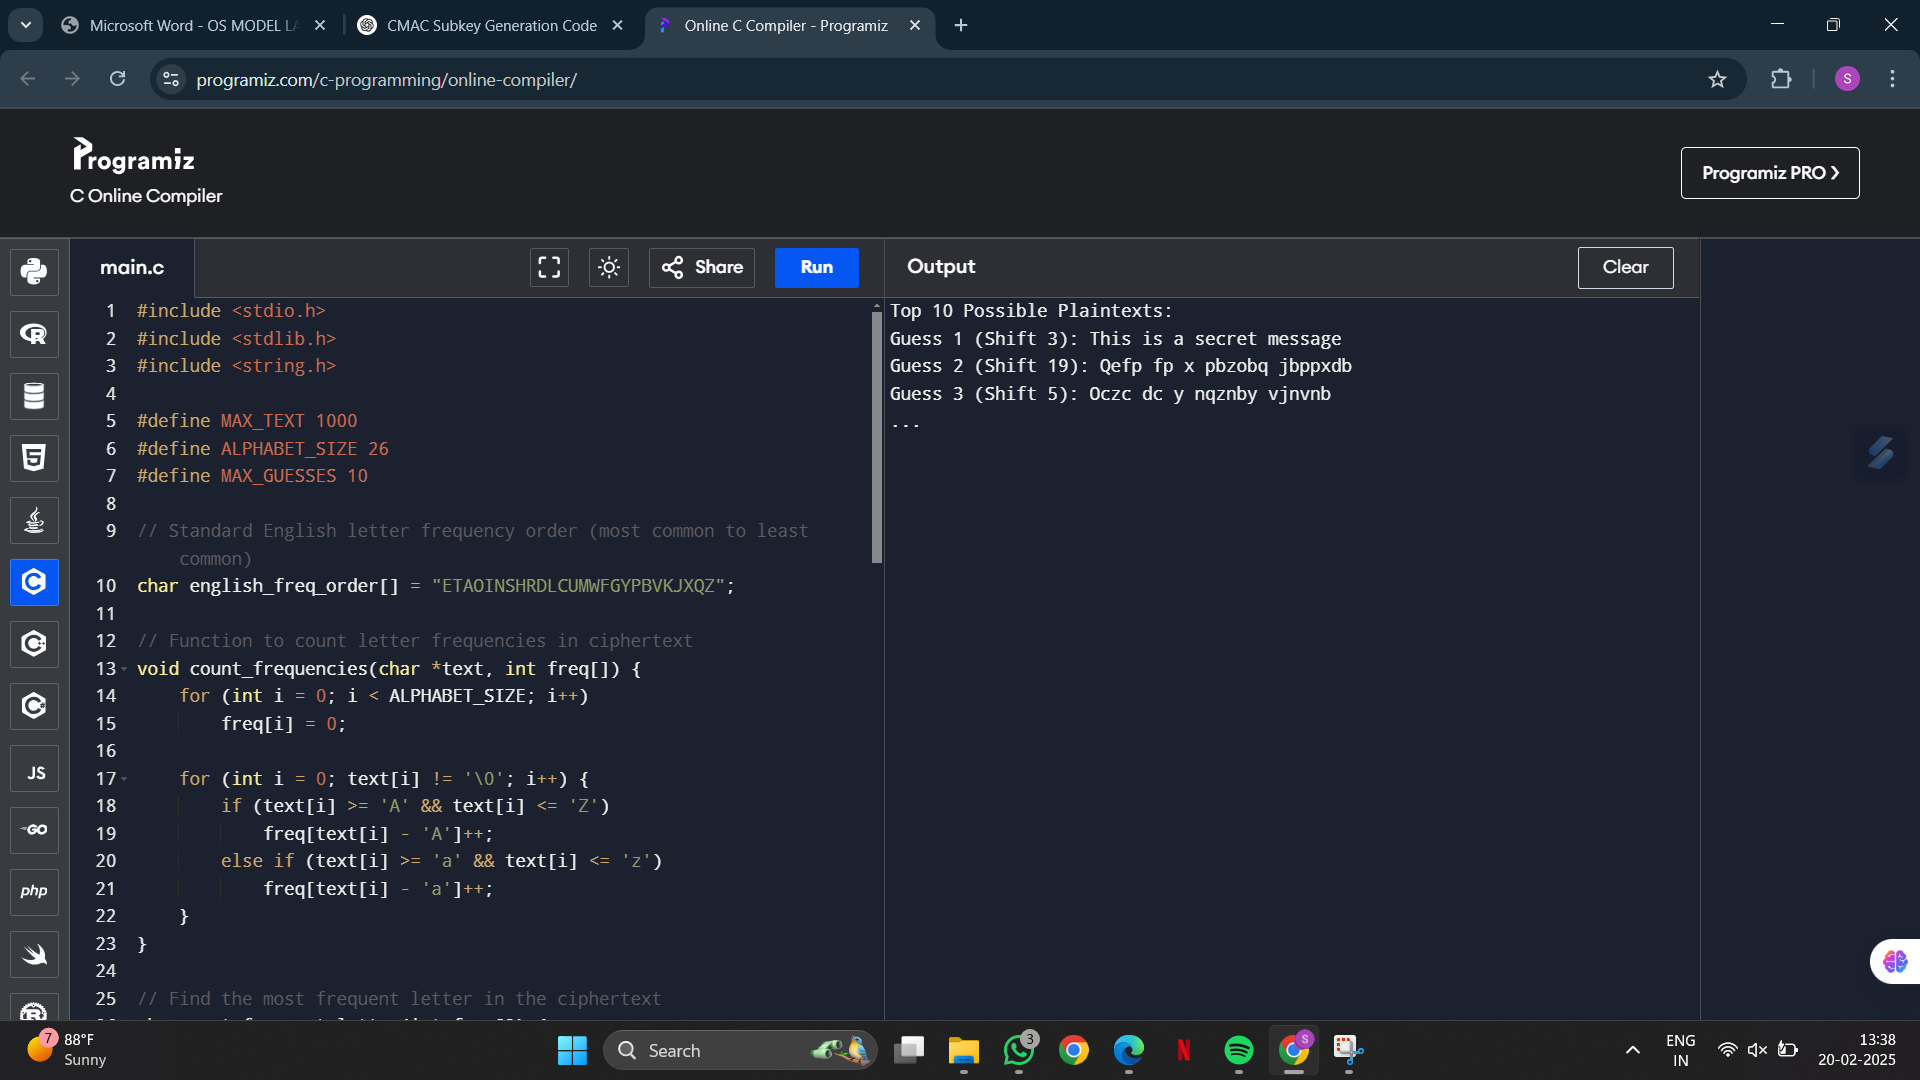 Microsoft Word - OS MODEL LA
CMAC Subkey Generation Code
Online C Compiler - Programiz
programiz.com/c-programming/online-compiler/
S
Programiz
C Online Compiler
Programiz PRO ❯
main.c
Share
Run
Output
Clear
1 #include <stdio.h>
2 #include <stdlib.h>
3 #include <string.h>
4
5 #define MAX_TEXT 1000
6 #define ALPHABET_SIZE 26
7 #define MAX_GUESSES 10
8
9 // Standard English letter frequency order (most common to least
common)
10 char english_freq_order[] = "ETAOINSHRDLCUMWFGYPBVKJXQZ";
11
12 // Function to count letter frequencies in ciphertext
13 void count_frequencies(char *text, int freq[]) {
14 for (int i = 0; i < ALPHABET_SIZE; i++)
15 freq[i] = 0;
16
17 for (int i = 0; text[i] != '\0'; i++) {
18 if (text[i] >= 'A' && text[i] <= 'Z')
19 freq[text[i] - 'A']++;
20 else if (text[i] >= 'a' && text[i] <= 'z')
21 freq[text[i] - 'a']++;
22 }
23 }
24
25 // Find the most frequent letter in the ciphertext
Top 10 Possible Plaintexts:
Guess 1 (Shift 3): This is a secret message
Guess 2 (Shift 19): Qefp fp x pbzobq jbppxdb
Guess 3 (Shift 5): Oczc dc y nqznby vjnvnb
...
R
5
C
C
C
JS
GO
php
R
7
88°F
Sunny
Search
3
N
S
ENG
IN
13:38
20-02-2025